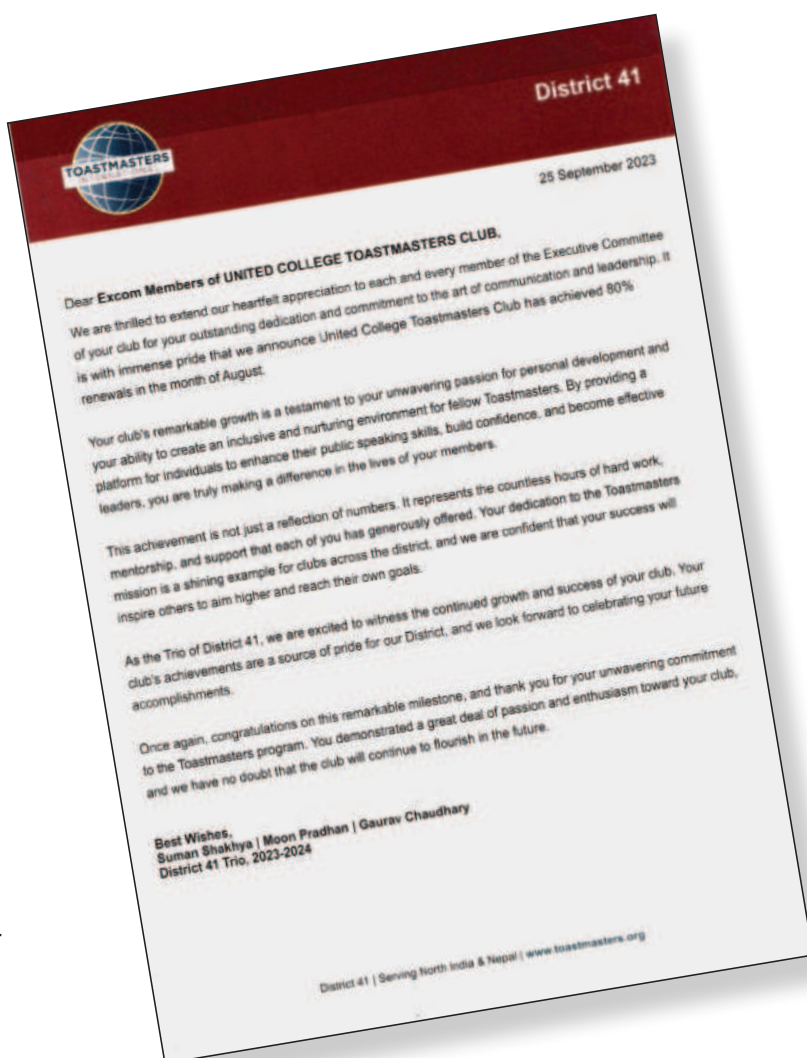 District 41
TOASTMASTERS
INTERNATIONAL
25 September 2023
Dear Excom Members of UNITED COLLEGE TOASTMASTERS CLUB,
We are thrilled to extend our heartfelt appreciation to each and every member of the Executive Committee
of your club for your outstanding dedication and commitment to the art of communication and leadership. It
is with immense pride that we announce United College Toastmasters Club has achieved 80%
renewals in the month of August.
Your club's remarkable growth is a testament to your unwavering passion for personal development and
your ability to create an inclusive and nurturing environment for fellow Toastmasters. By providing a
platform for individuals to enhance their public speaking skills, build confidence, and become effective
leaders, you are truly making a difference in the lives of your members.
This achievement is not just a reflection of numbers. It represents the countless hours of hard work,
mentorship, and support that each of you has generously offered. Your dedication to the Toastmasters
mission is a shining example for clubs across the district, and we are confident that your success will
inspire others to aim higher and reach their own goals.
As the Trio of District 41, we are excited to witness the continued growth and success of your club. Your
club's achievements are a source of pride for our District, and we look forward to celebrating your future
accomplishments.
Once again, congratulations on this remarkable milestone, and thank you for your unwavering commitment
to the Toastmasters program. You demonstrated a great deal of passion and enthusiasm toward your club,
and we have no doubt that the club will continue to flourish in the future.
Best Wishes,
Suman Shakhya | Moon Pradhan | Gaurav Chaudhary
District 41 Trio, 2023-2024
District 41 | Serving North India & Nepal | www.toastmasters.org